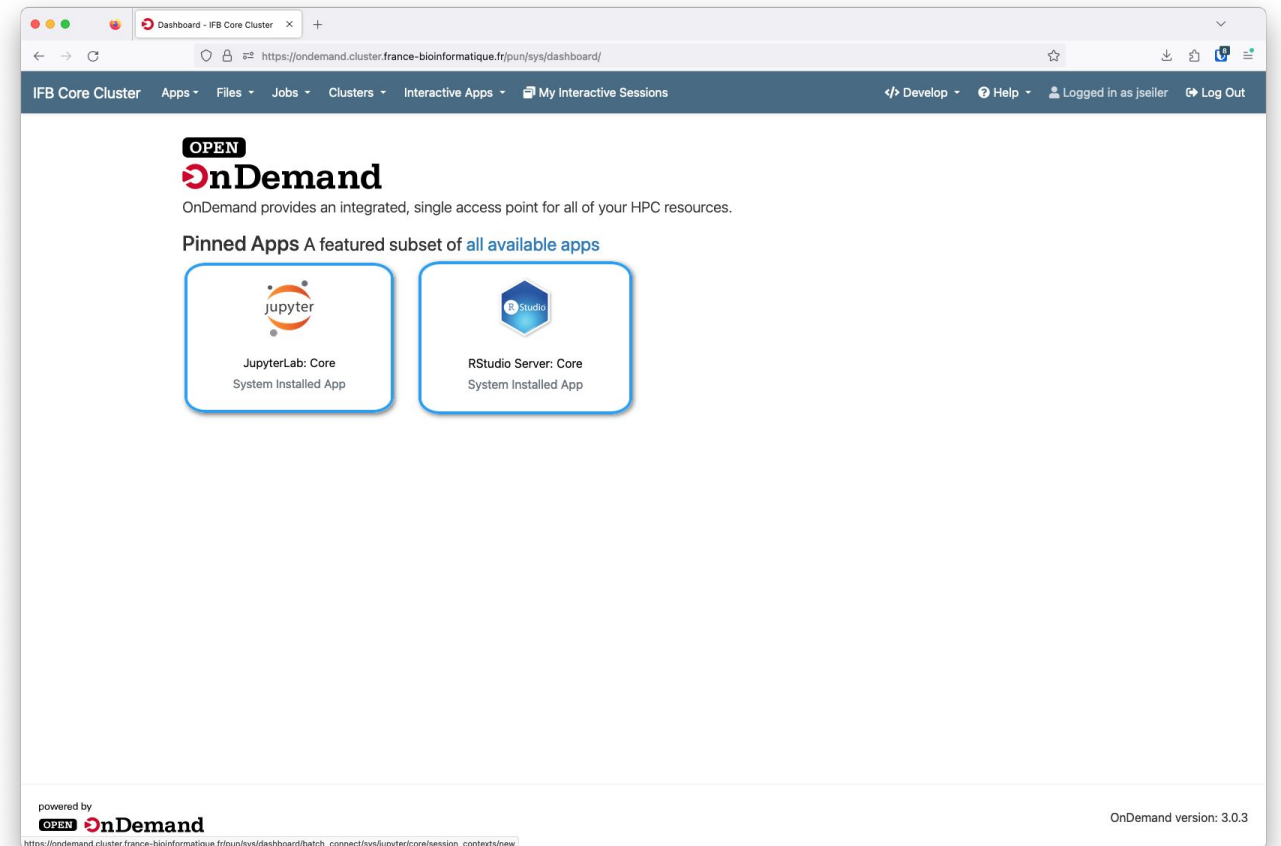 Dashboard - IFB Core Cluster
https://ondemand.cluster.france-bioinformatique.fr/pun/sys/dashboard/
8
IFB Core Cluster Apps Files Jobs Clusters Interactive Apps My Interactive Sessions </> Develop Help Logged in as jseiler Log Out
OPEN
OnDemand
OnDemand provides an integrated, single access point for all of your HPC resources.
Pinned Apps A featured subset of all available apps
jupyter
R Studio
JupyterLab: Core
System Installed App
RStudio Server: Core
System Installed App
powered by
OPEN OnDemand
OnDemand version: 3.0.3
https://ondemand.cluster.france-bioinformatique.fr/pun/sys/dashboard/batch_connect/sys/jupyter/core/session_contexts/new